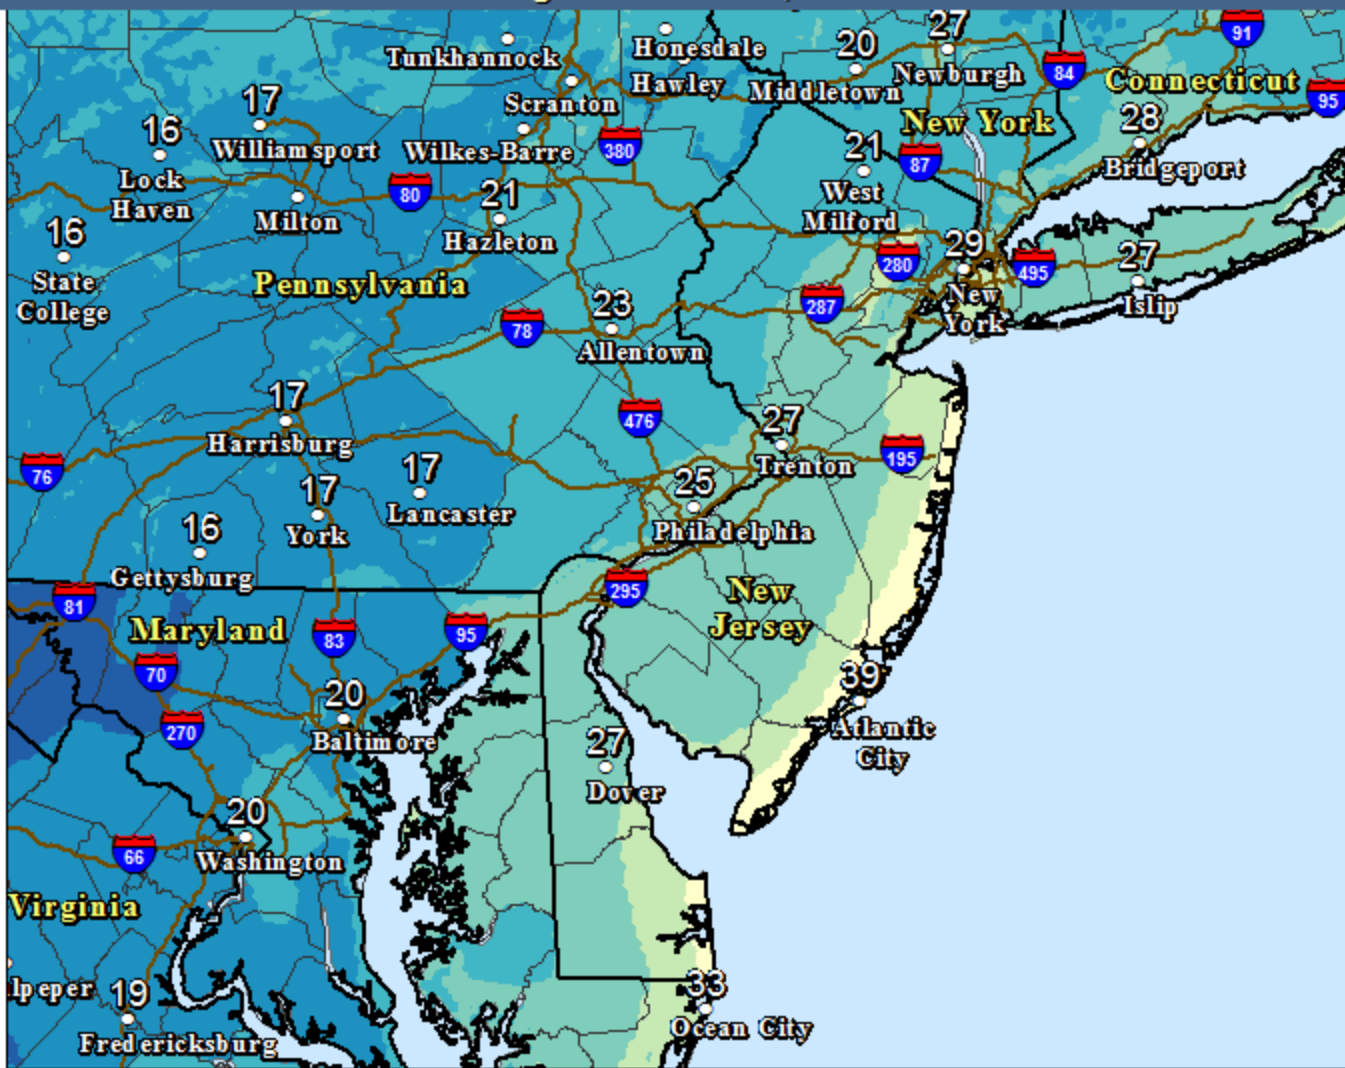 27
91
Tunkhannock
Honesdale
20
Newburgh
84
Connecticut
Hawley
Middletown
95
Scranton
17
New York
28
16
Williamsport
Wilkes-Barre
380
21
87
Bridgeport
Lock
Haven
80
21
West
Milford
Milton
16
Hazleton
29
27
State
College
Pennsylvania
280
495
New
York
Islip
23
287
78
Allentown
17
476
27
Harrisburg
195
76
17
Trenton
17
25
Lancaster
16
York
Philadelphia
Gettysburg
295
New
Jersey
81
Maryland
83
95
70
39
20
270
Atlantic
City
Baltimore
27
Dover
20
66
Washington
Virginia
lpeper
19
33
Ocean City
Fredericksburg